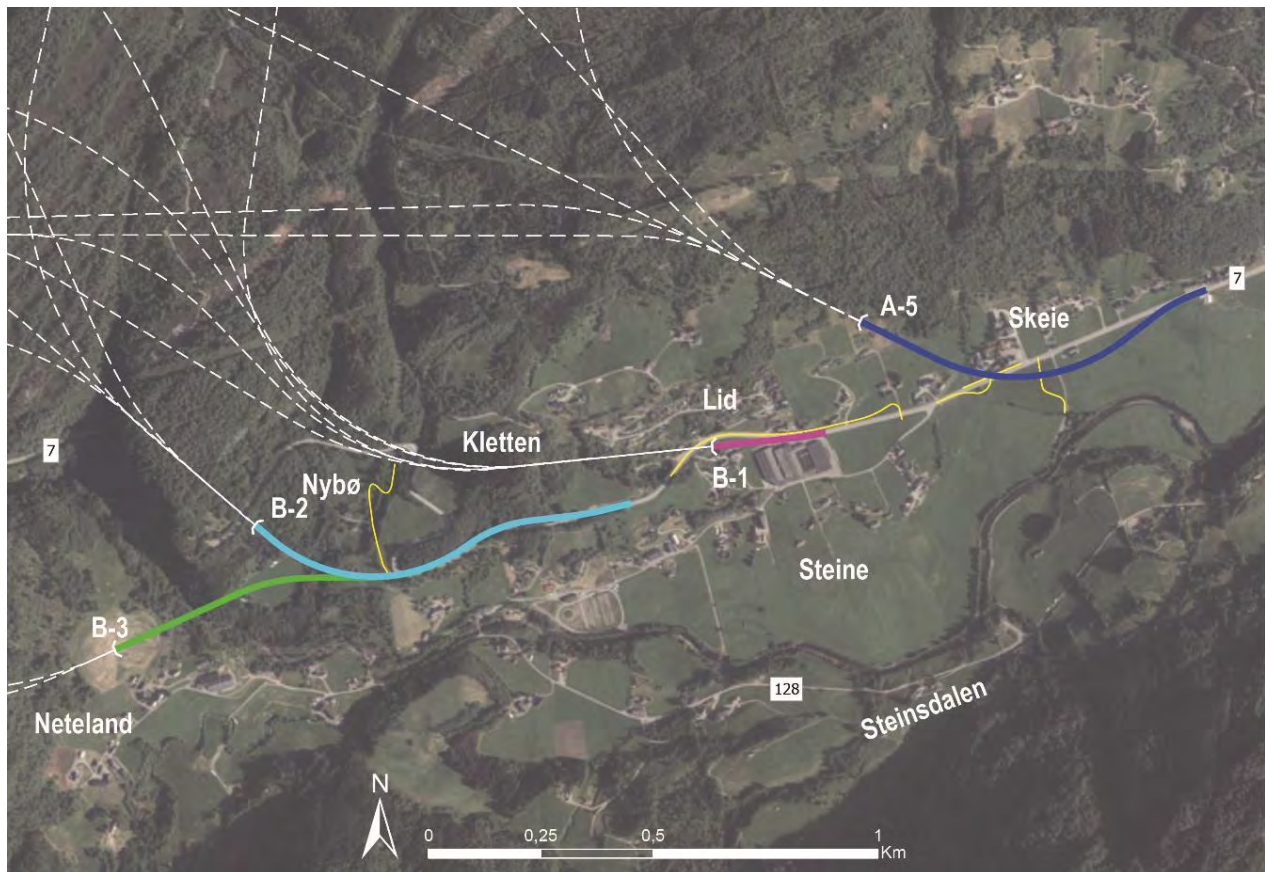 7
A-5
Skeie
Lid
Kletten
7
Nybø
B-1
B-2
Steine
B-3
128
Neteland
Steinsdalen
N
0
0,25
0,5
1
Km